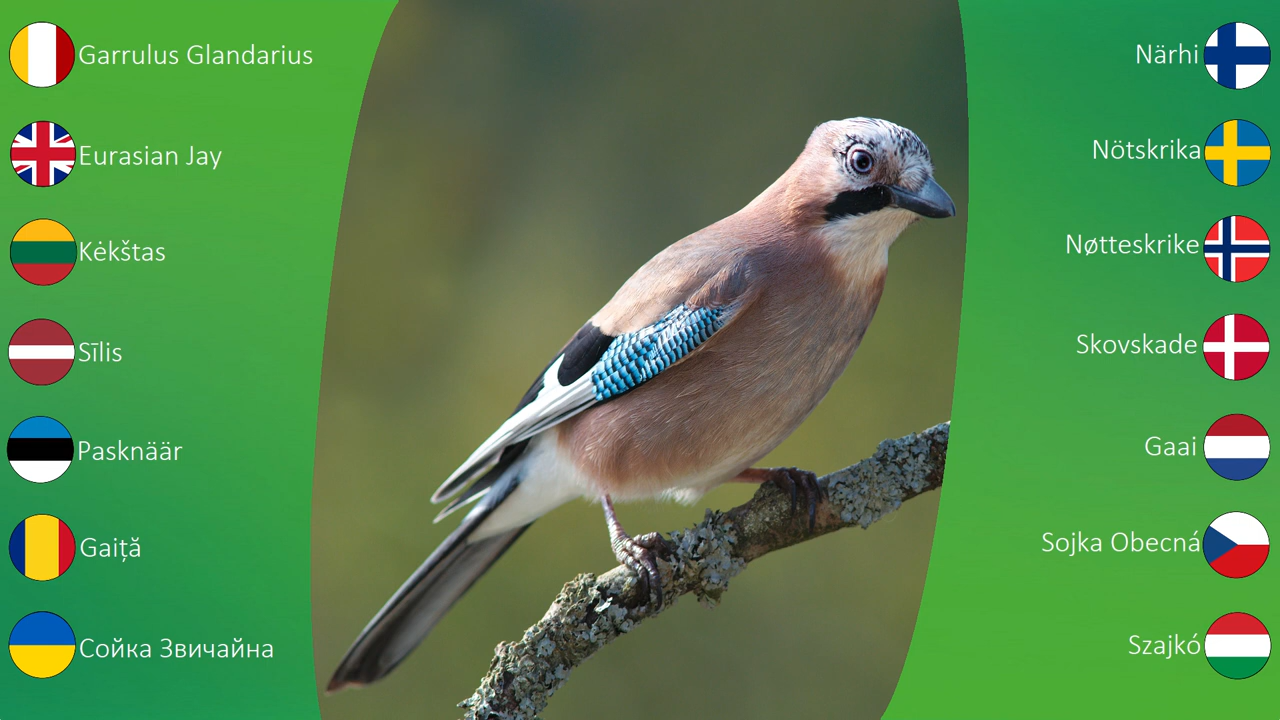 Garrulus Glandarius
Eurasian Jay
Kėkštas
Sīlis
Pasknäär
Gaiță
Сойка Звичайна
Närhi
Nötskrika
Nøtteskrike
Skovskade
Gaai
Sojka Obecná
Szajkó